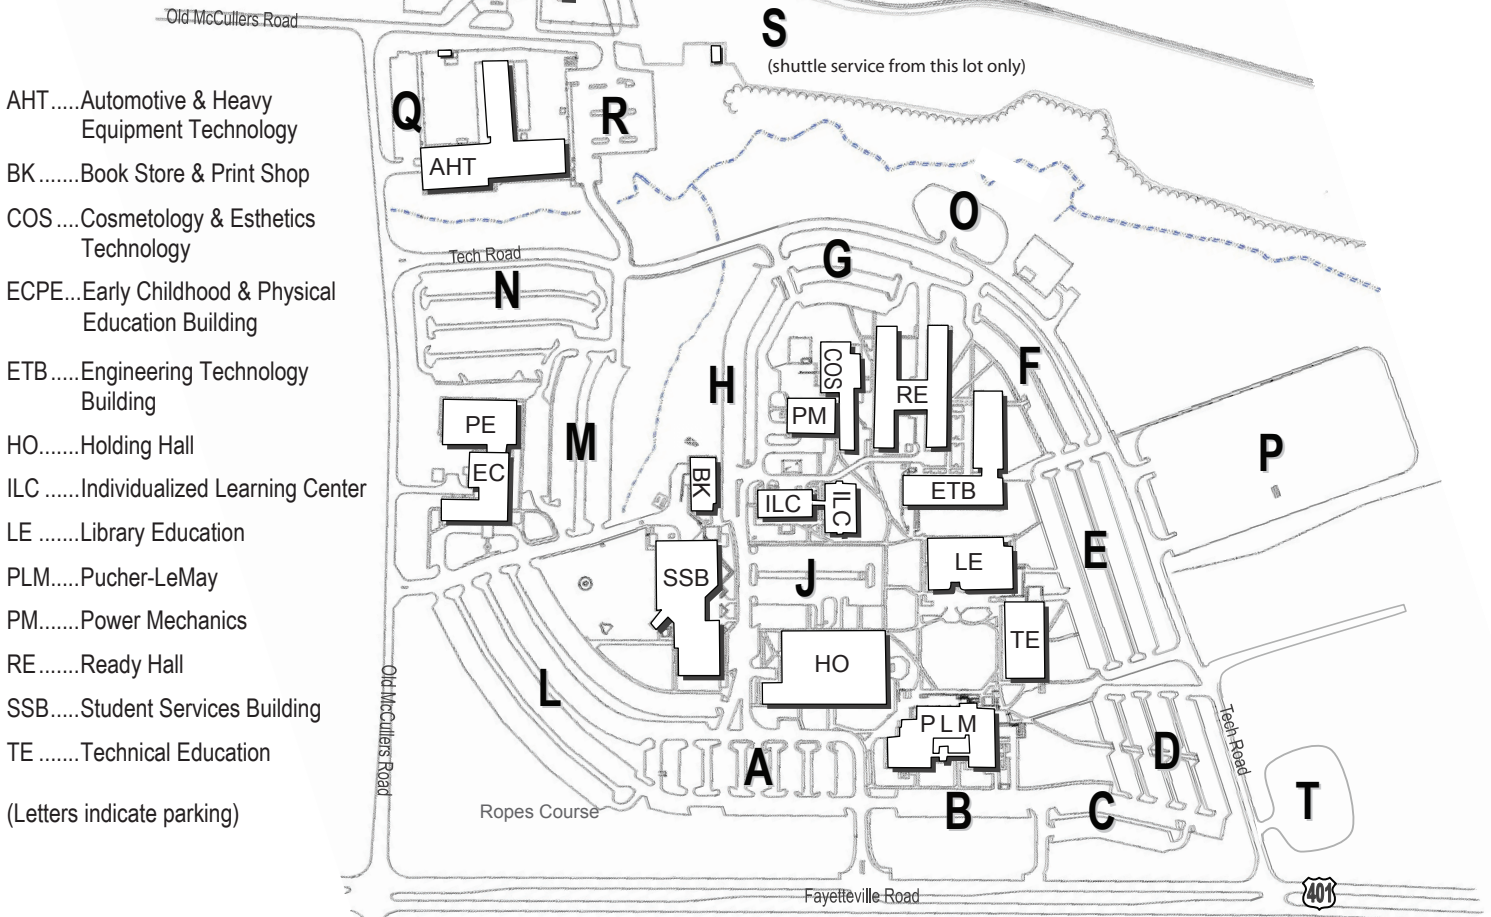 Old McCullers Road
S
(shuttle service from this lot only)
AHT.....Automotive & Heavy
Equipment Technology
BK.......Book Store & Print Shop
COS....Cosmetology & Esthetics
Technology
ECPE...Early Childhood & Physical
Education Building
ETB.....Engineering Technology
Building
HO.......Holding Hall
ILC ......Individualized Learning Center
LE .......Library Education
PLM.....Pucher-LeMay
PM.......Power Mechanics
RE.......Ready Hall
SSB.....Student Services Building
TE .......Technical Education
(Letters indicate parking)
Q
R
AHT
O
Tech Road
G
N
COS
F
H
RE
PM
PE
M
P
EC
BK
ILC
ILC
ETB
E
LE
SSB
J
TE
HO
L
Old McCullers Road
PLM
Tech Road
D
A
T
Ropes Course
B
C
Fayetteville Road
401